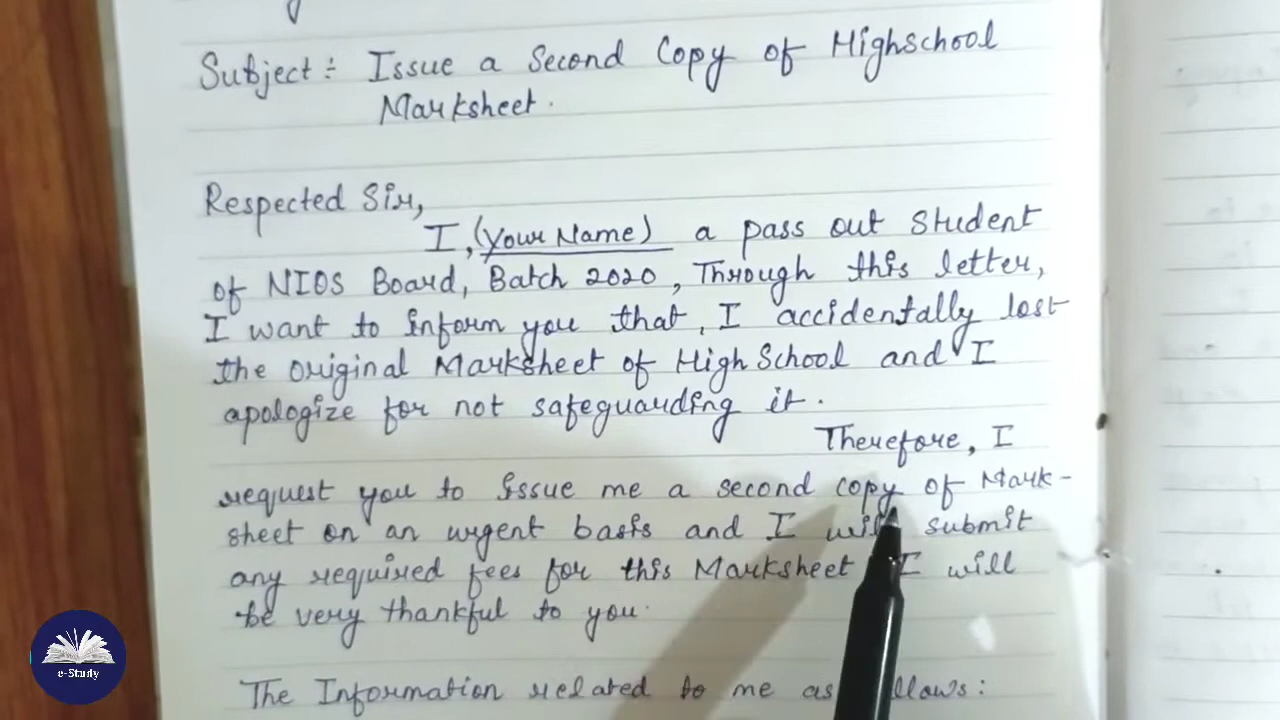 Subject :- Issue a Second Copy of Highschool
Marksheet.
Respected Sir,
I, (Your Name) a pass out Student
of NIOS Board, Batch 2020, Through this letter,
I want to inform you that, I accidentally lost
the original Marksheet of High School and I
apologize for not safeguarding it.
Therefore, I
request you to issue me a second copy of Mark-
sheet on an urgent basis and I will submit
any required fees for this Marksheet I will
be very thankful to you.
The Information related to me as
e-Study